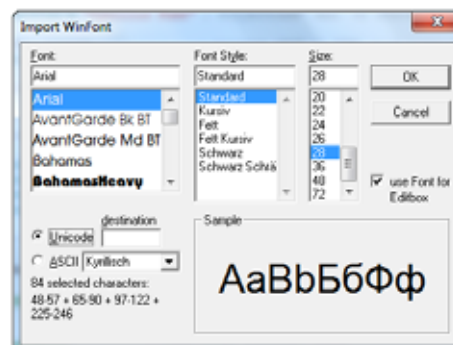 Import WinFont
Font:
Font Style:
Size:
Arial
Standard
28
OK
Arial
AvantGarde Bk BT
AvantGarde Md BT
Bahamas
BahamasHeavy
Standard
Kursiv
Fett
Fett Kursiv
Schwarz
Schwarz Schrä
20
22
24
26
28
36
48
72
Cancel
use Font for
Editbox
destination
Unicode
ASCII
Kyrillisch
84 selected characters:
48-57 + 65-90 + 97-122 +
225-246
Sample
AaBbБбФф